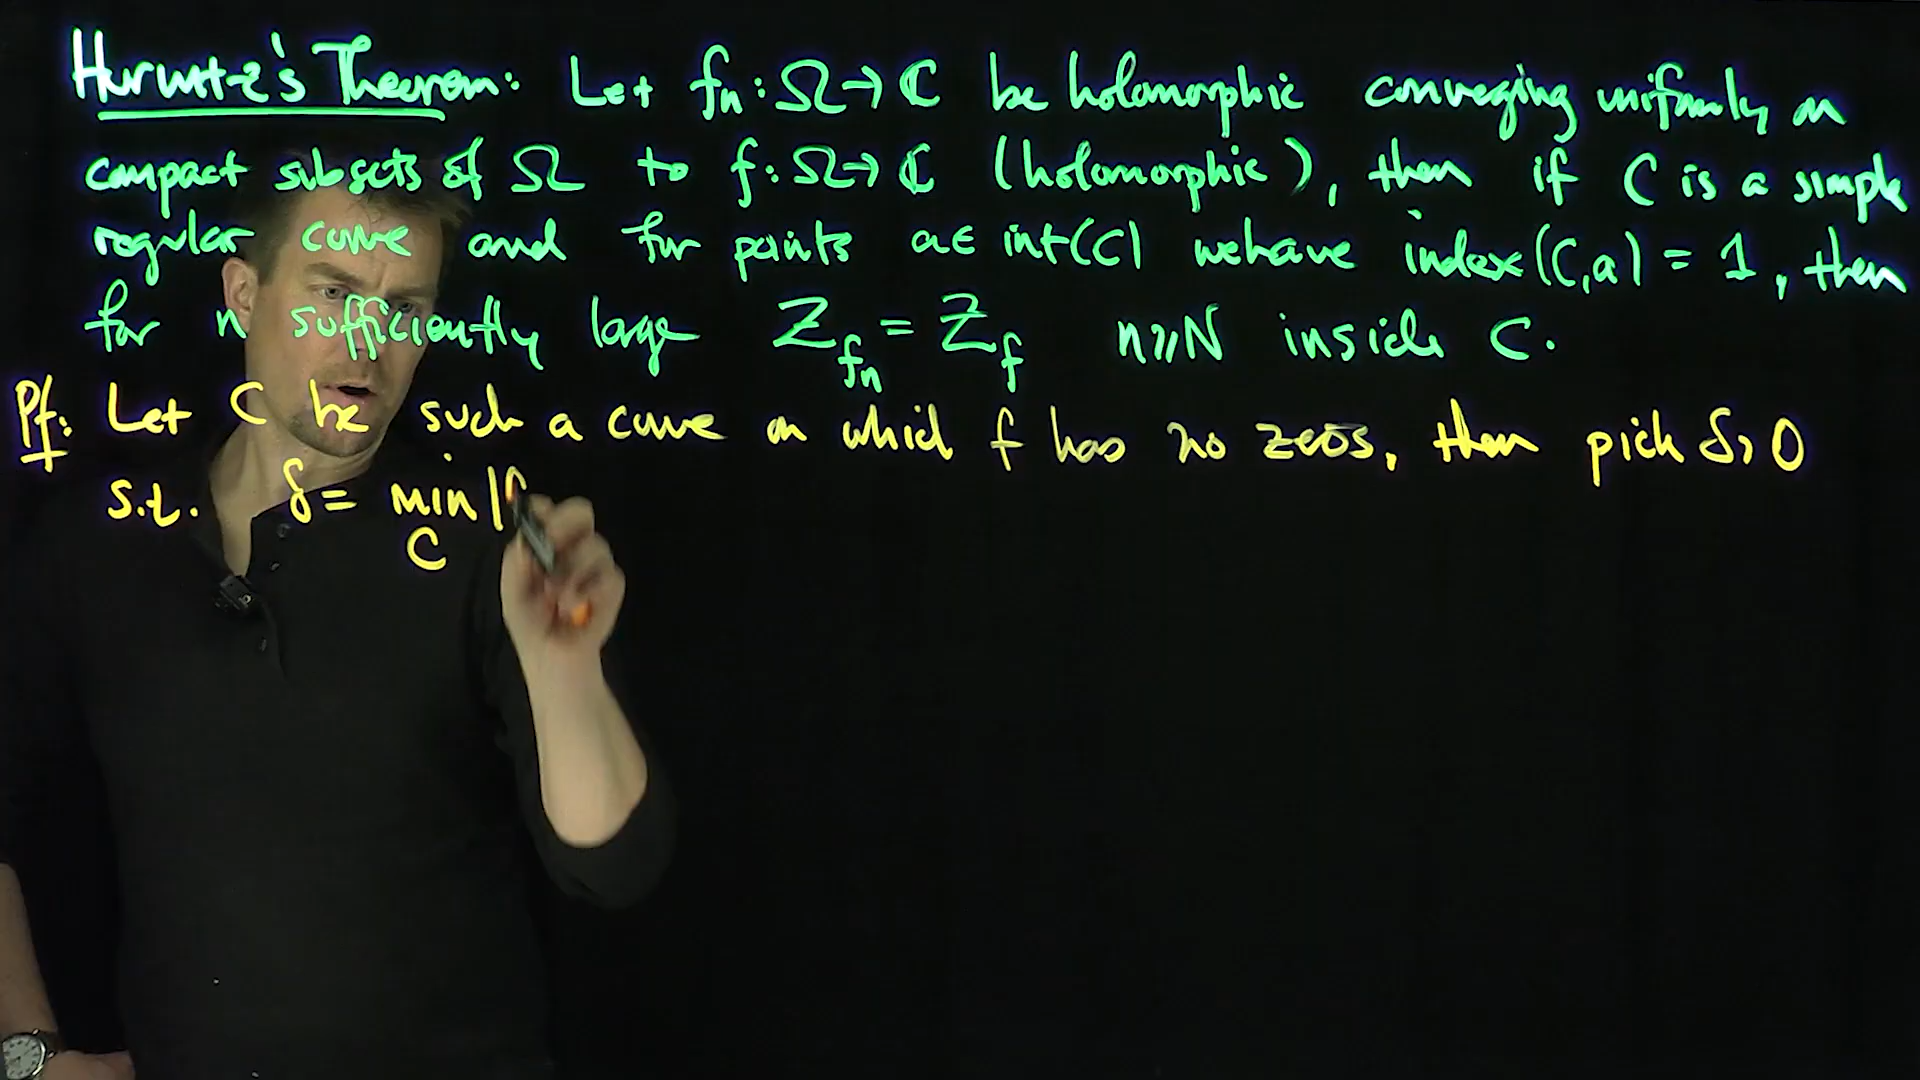 Hurwitz's Theorem: Let fn : Ω → ℂ be holomorphic converging uniformly on
compact subsets of Ω to f : Ω → ℂ (holomorphic), then if C is a simple
regular curve and for points a ∈ int(C) we have index(C,a) = 1, then
for n sufficiently large Z_{f_n} = Z_f n ≥ N inside C.
Pf: Let C be such a curve on which f has no zeros, then pick δ > 0
s.t. δ = min |f
C